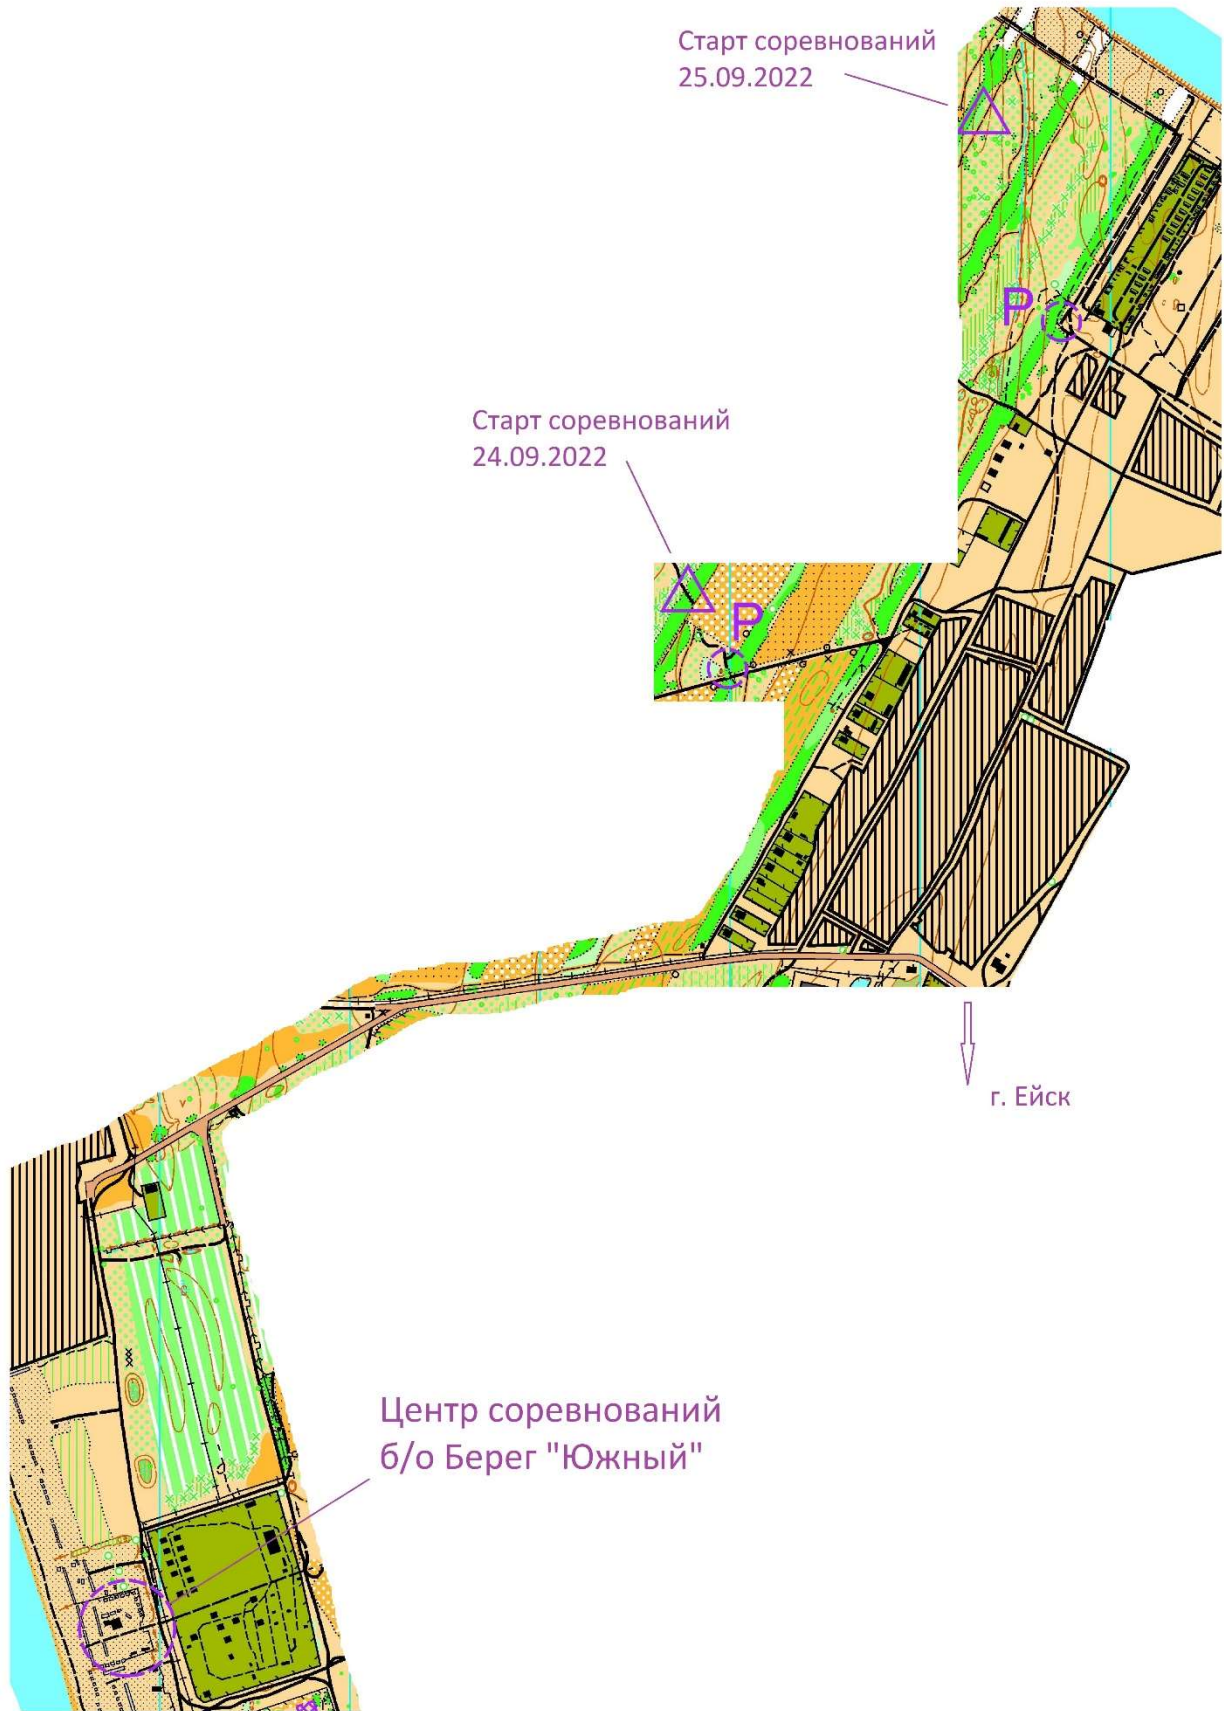 Старт соревнований
25.09.2022
P
Старт соревнований
24.09.2022
P
г. Ейск
Центр соревнований
б/о Берег "Южный"